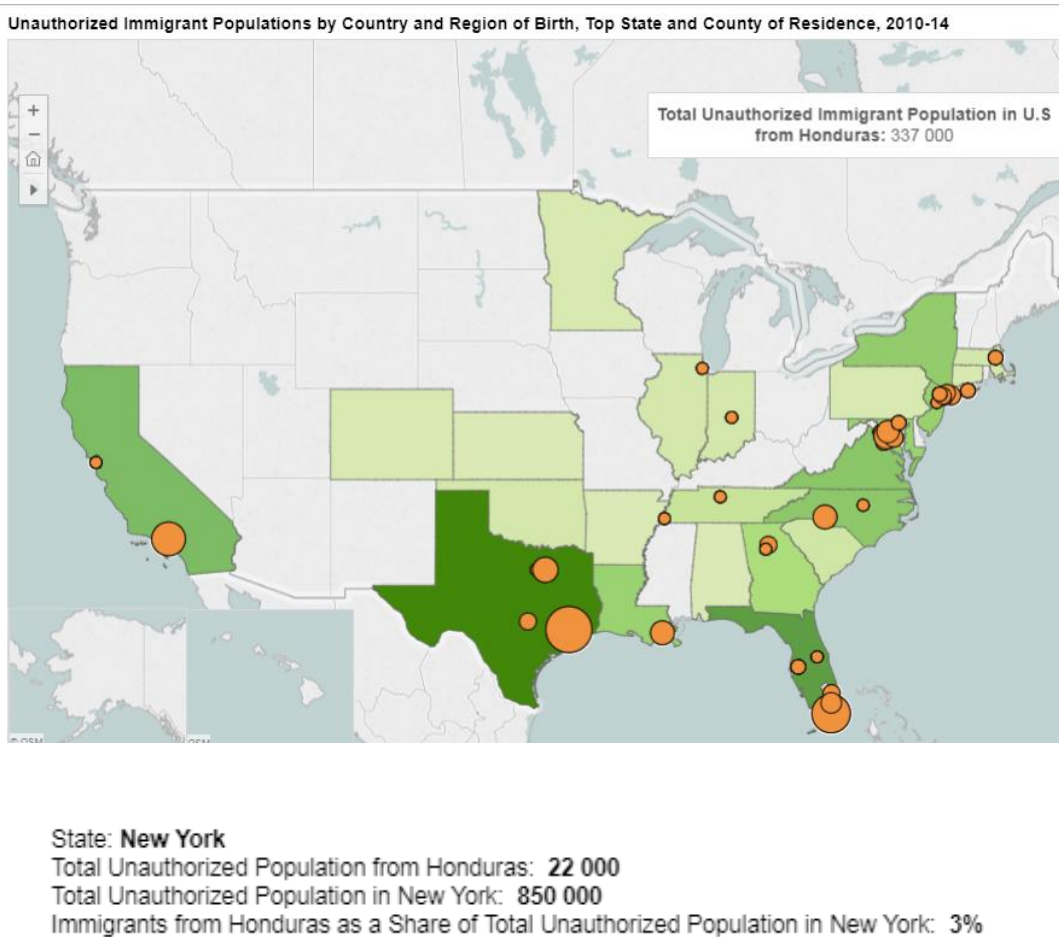 Unauthorized Immigrant Populations by Country and Region of Birth, Top State and County of Residence, 2010-14
Total Unauthorized Immigrant Population in U.S
from Honduras: 337 000
© OSM
OSM
State: New York
Total Unauthorized Population from Honduras: 22 000
Total Unauthorized Population in New York: 850 000
Immigrants from Honduras as a Share of Total Unauthorized Population in New York: 3%